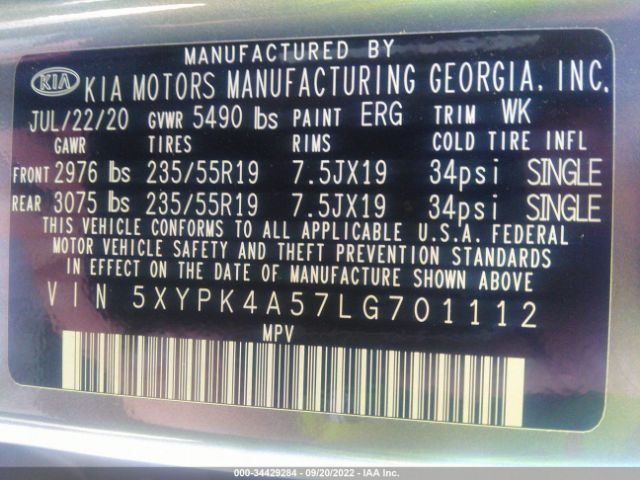 MANUFACTURED BY
KIA KIA MOTORS MANUFACTURING GEORGIA, INC.
JUL/22/20 GVWR 5490 lbs PAINT ERG TRIM WK
GAWR TIRES RIMS COLD TIRE INFL
FRONT 2976 lbs 235/55R19 7.5JX19 34psi SINGLE
REAR 3075 lbs 235/55R19 7.5JX19 34psi SINGLE
THIS VEHICLE CONFORMS TO ALL APPLICABLE U.S.A. FEDERAL
MOTOR VEHICLE SAFETY AND THEFT PREVENTION STANDARDS
IN EFFECT ON THE DATE OF MANUFACTURE SHOWN ABOVE
VIN 5XYPK4A57LG701112
MPV
000-34429284 - 09/20/2022 - IAA Inc.